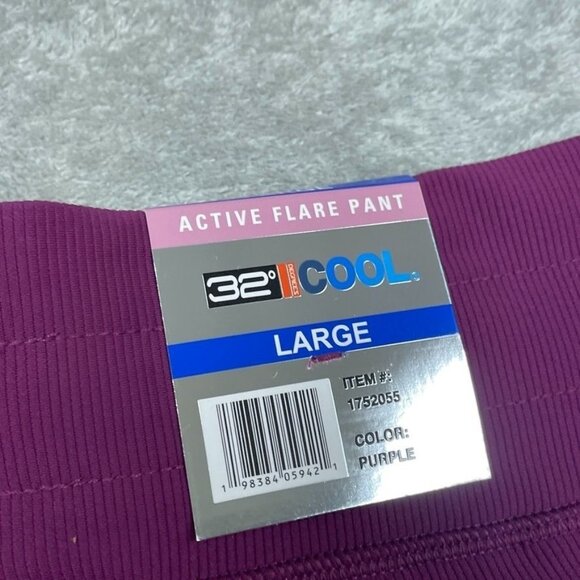 ACTIVE FLARE PANT
32° DEGREES COOL
LARGE
ITEM #:
1752055
COLOR:
PURPLE
1 98384 05942 1